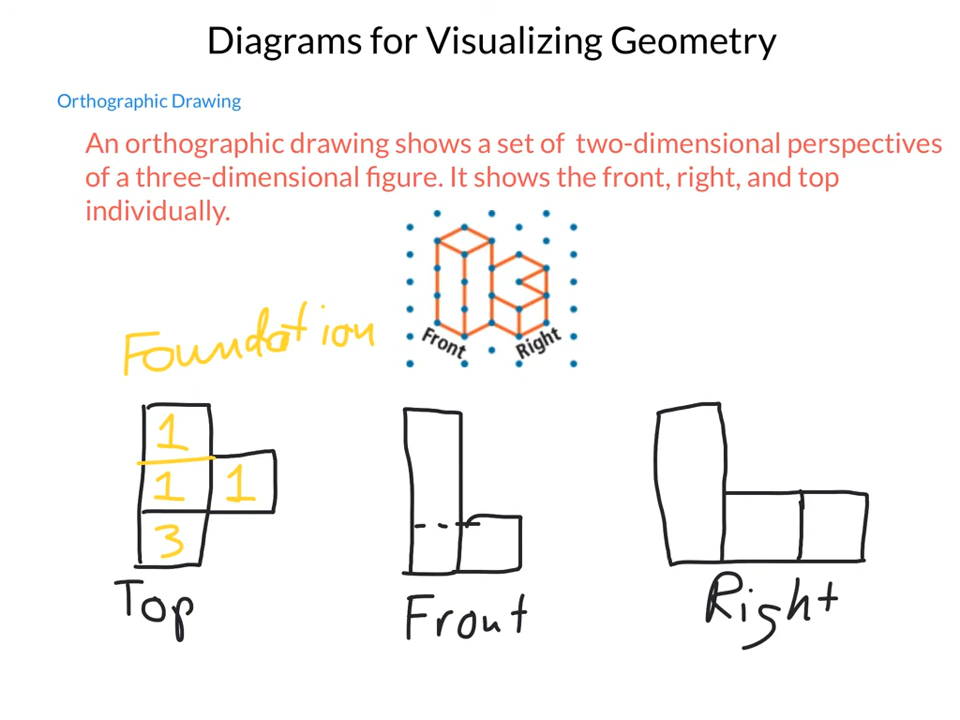 Diagrams for Visualizing Geometry
Orthographic Drawing
An orthographic drawing shows a set of two-dimensional perspectives
of a three-dimensional figure. It shows the front, right, and top
individually.
Front
Right
Foundation
1
1 1
3
Top
Front
Right